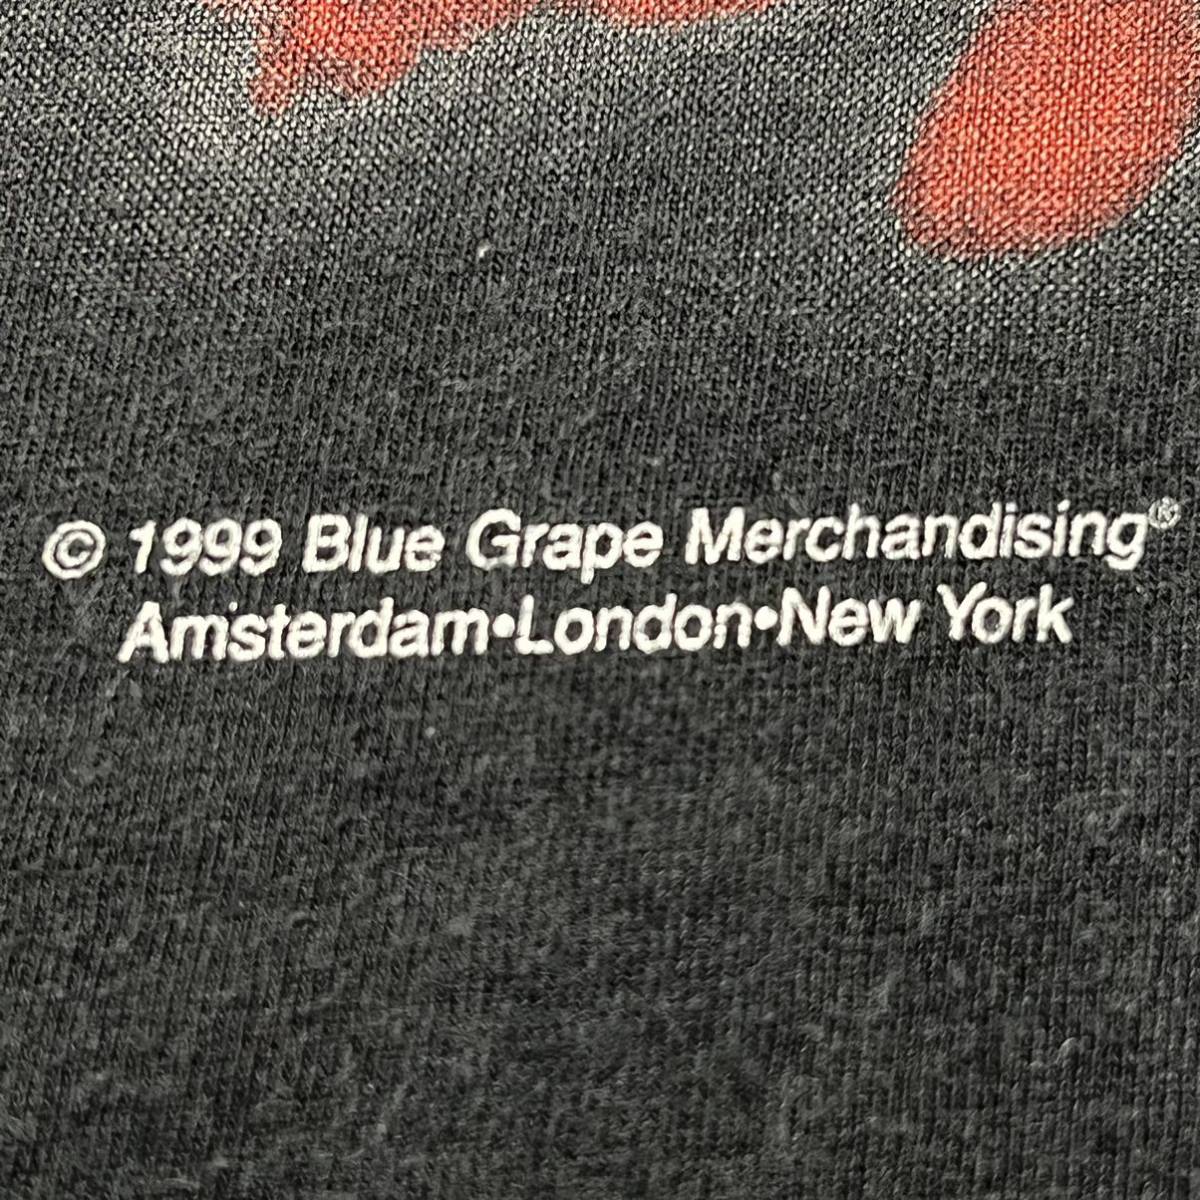 © 1999 Blue Grape Merchandising®
Amsterdam•London•New York